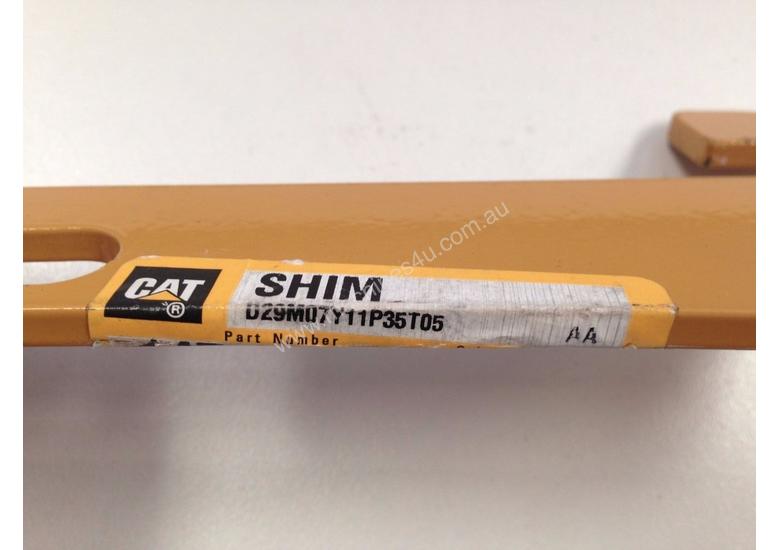 CAT®
SHIM
D29M07Y11P35T05
AA
Part Number